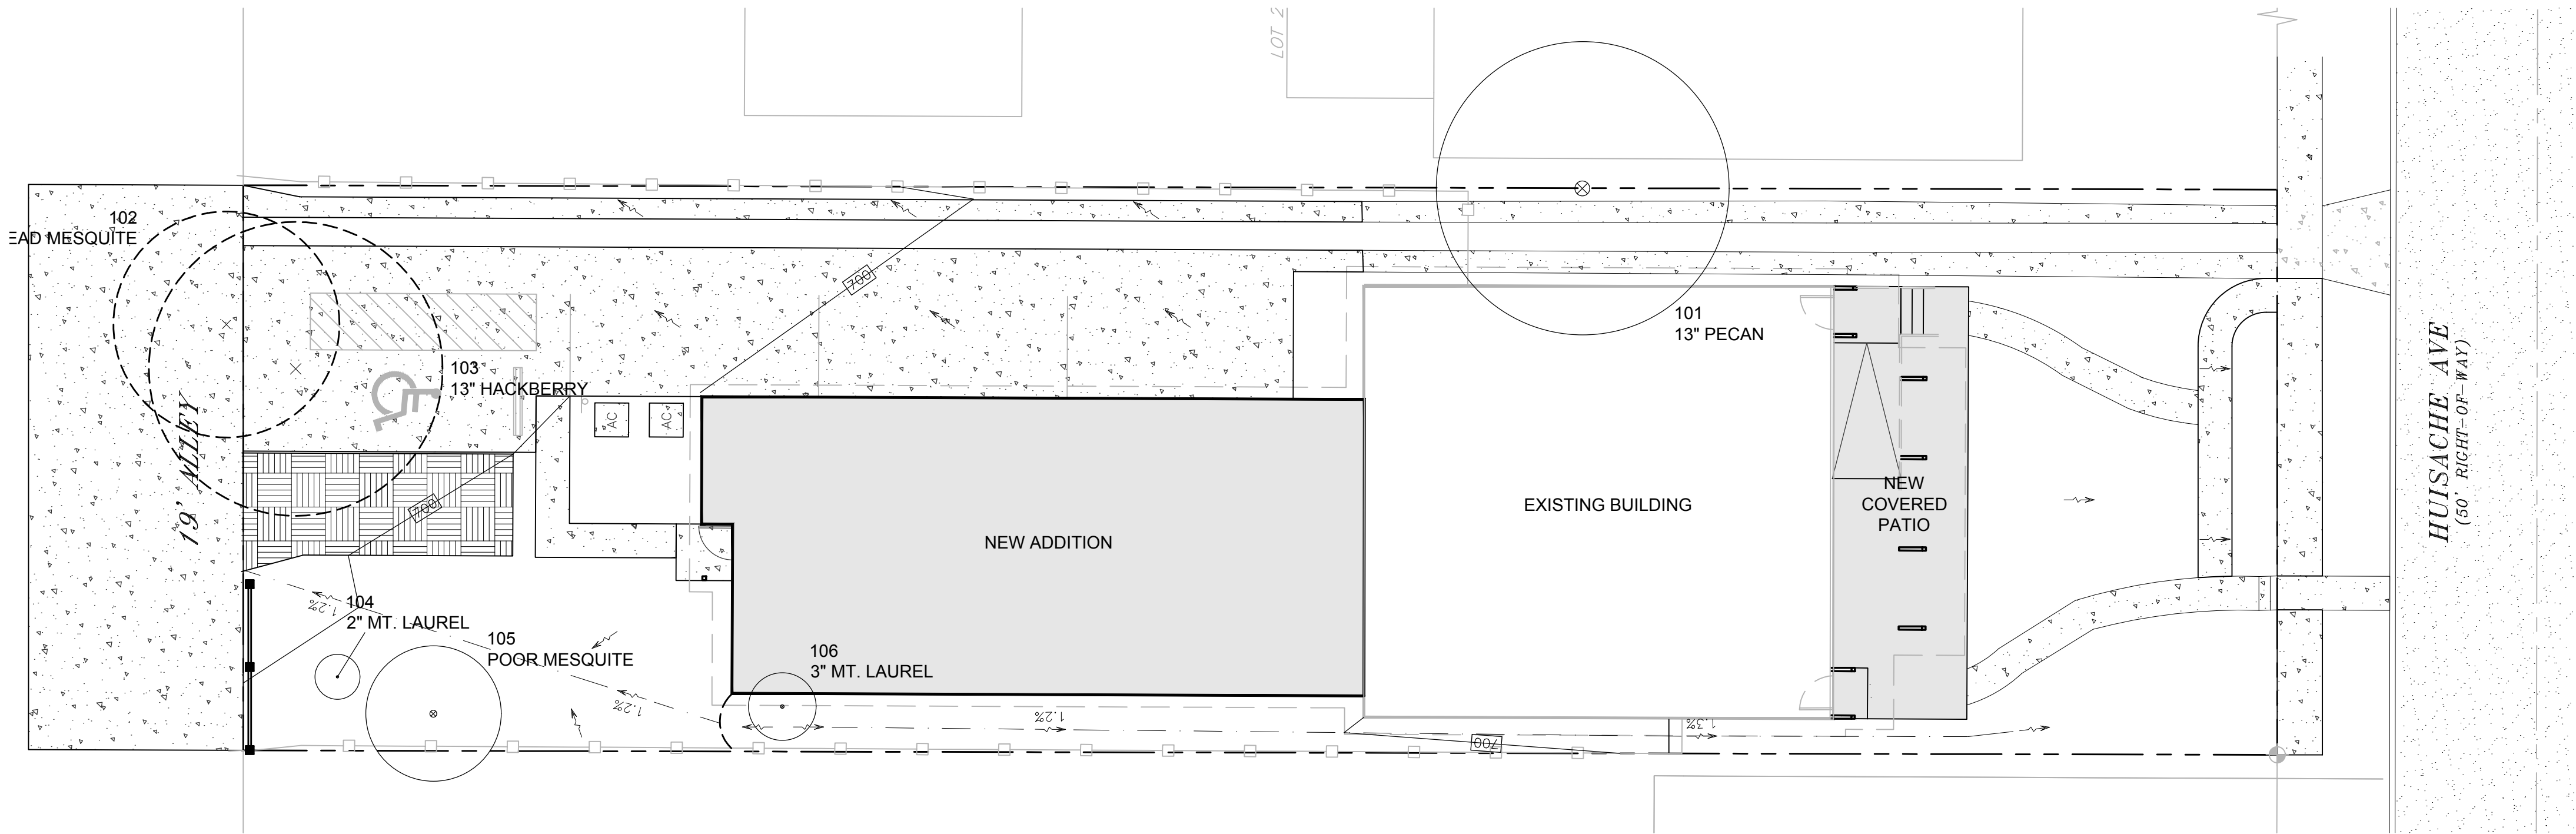 LOT 2
102
EAD MESQUITE
700
101
13" PECAN
103
13" HACKBERRY
AC
AC
19' ALLEY
700
NEW
COVERED
PATIO
EXISTING BUILDING
NEW ADDITION
HUISACHE AVE
(50' RIGHT-OF-WAY)
1.2%
104
2" MT. LAUREL
105
POOR MESQUITE
106
3" MT. LAUREL
1.2%
1.2%
1.3%
700